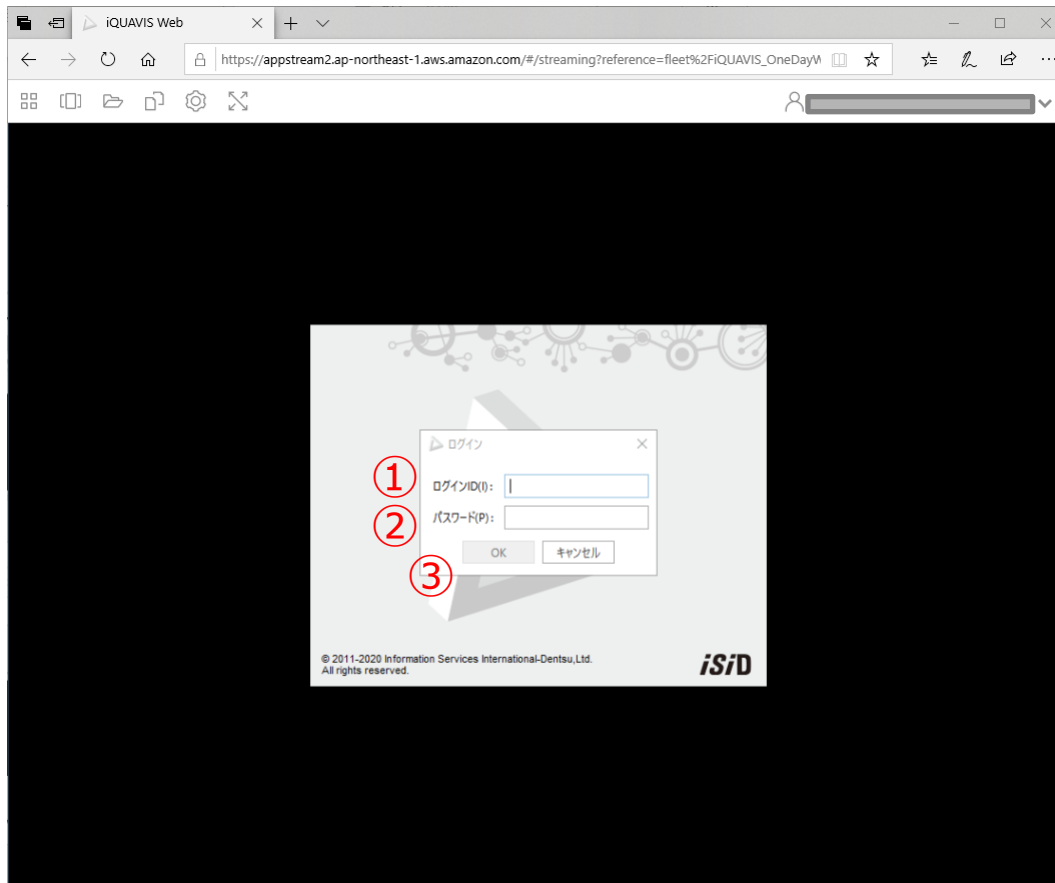 iQUAVIS Web
https://appstream2.ap-northeast-1.aws.amazon.com/#/streaming?reference=fleet%2FiQUAVIS_OneDayW
ログイン
① ログインID(I):
② パスワード(P):
OK キャンセル
③
© 2011-2020 Information Services International-Dentsu,Ltd.
All rights reserved.
iSiD